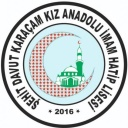 ŞEHİT DAVUT KARAÇAM KIZ ANADOLU İMAM HATİP LİSESİ
- 2016 -